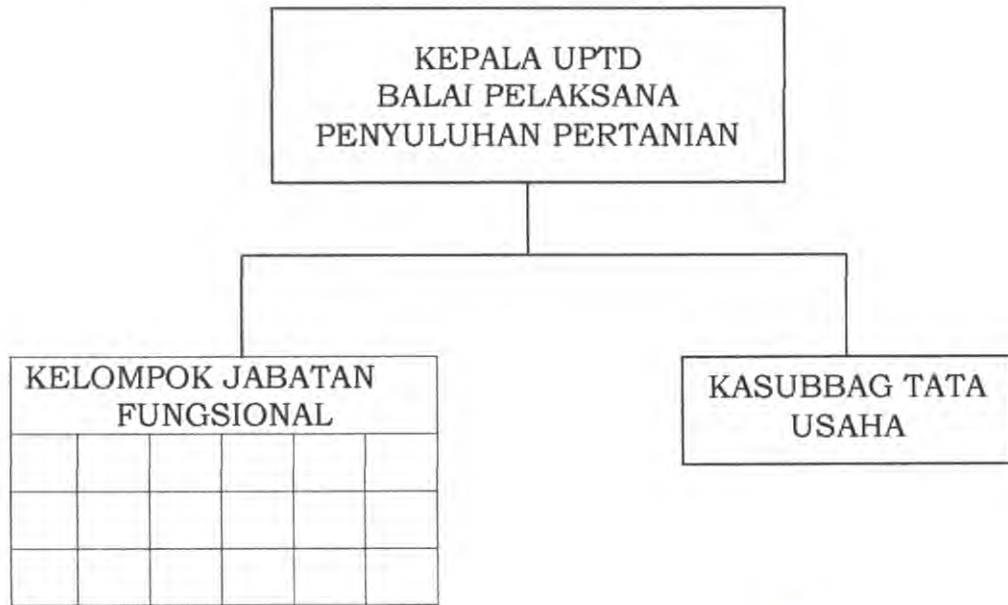 KEPALA UPTD
BALAI PELAKSANA
PENYULUHAN PERTANIAN
KELOMPOK JABATAN
FUNGSIONAL
KASUBBAG TATA
USAHA